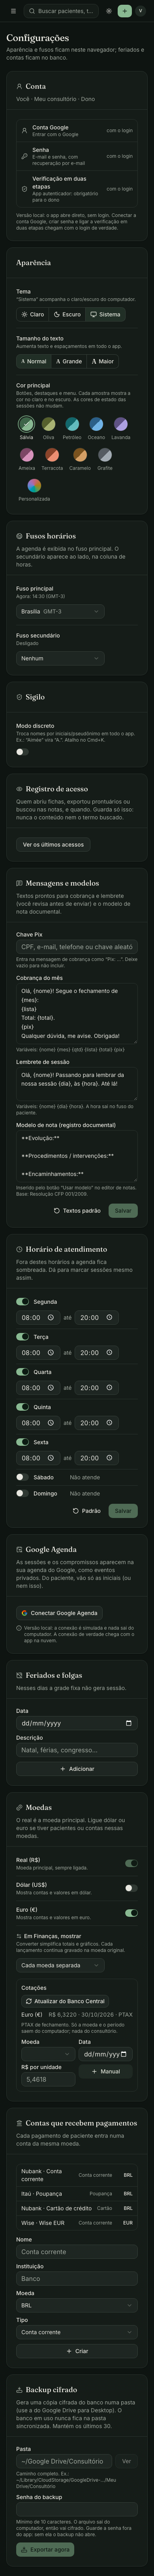 Buscar pacientes, t...
V
Configurações
Aparência e fusos ficam neste navegador; feriados e
contas ficam no banco.
Conta
Você · Meu consultório · Dono
Conta Google
Entrar com o Google
com o login
Senha
E-mail e senha, com
recuperação por e-mail
com o login
Verificação em duas
etapas
App autenticador: obrigatório
para o dono
com o login
Versão local: o app abre direto, sem login. Conectar a
conta Google, criar senha e ligar a verificação em
duas etapas chegam com o login de verdade.
Aparência
Tema
"Sistema" acompanha o claro/escuro do computador.
Claro
Escuro
Sistema
Tamanho do texto
Aumenta texto e espaçamentos em todo o app.
A Normal
A Grande
A Maior
Cor principal
Botões, destaques e menu. Cada amostra mostra a
cor no claro e no escuro. As cores de estado das
sessões não mudam.
Sálvia
Oliva
Petróleo
Oceano
Lavanda
Ameixa
Terracota
Caramelo
Grafite
Personalizada
Fusos horários
A agenda é exibida no fuso principal. O
secundário aparece ao lado, na coluna de
horas.
Fuso principal
Agora: 14:30 (GMT-3)
Brasília GMT-3
Fuso secundário
Desligado
Nenhum
Sigilo
Modo discreto
Troca nomes por iniciais/pseudônimo em todo o app.
Ex.: "Aimée" vira "A.". Atalho no Cmd+K.
Registro de acesso
Quem abriu fichas, exportou prontuários ou
buscou nas notas, e quando. Guarda só isso:
nunca o conteúdo nem o termo buscado.
Ver os últimos acessos
Mensagens e modelos
Textos prontos para cobrança e lembrete
(você revisa antes de enviar) e o modelo de
nota documental.
Chave Pix
CPF, e-mail, telefone ou chave aleató
Entra na mensagem de cobrança como "Pix: ...". Deixe
vazio para não incluir.
Cobrança do mês
Olá, {nome}! Segue o fechamento de
{mes}:
{lista}
Total: {total}.
{pix}
Qualquer dúvida, me avise. Obrigada!
Variáveis: {nome} {mes} {qtd} {lista} {total} {pix}
Lembrete de sessão
Olá, {nome}! Passando para lembrar da
nossa sessão {dia}, às {hora}. Até lá!
Variáveis: {nome} {dia} {hora}. A hora sai no fuso do
paciente.
Modelo de nota (registro documental)
**Evolução:**
**Procedimentos / intervenções:**
**Encaminhamentos:**
Inserido pelo botão "Usar modelo" no editor de notas.
Base: Resolução CFP 001/2009.
Textos padrão
Salvar
Horário de atendimento
Fora destes horários a agenda fica
sombreada. Dá para marcar sessões mesmo
assim.
Segunda
08:00 até 20:00
Terça
08:00 até 20:00
Quarta
08:00 até 20:00
Quinta
08:00 até 20:00
Sexta
08:00 até 20:00
Sábado Não atende
Domingo Não atende
Padrão
Salvar
Google Agenda
As sessões e os compromissos aparecem na
sua agenda do Google, como eventos
privados. Do paciente, vão só as iniciais (ou
nem isso).
Conectar Google Agenda
Versão local: a conexão é simulada e nada sai do
computador. A conexão de verdade chega com o
app na nuvem.
Feriados e folgas
Nesses dias a grade fixa não gera sessão.
Data
dd/mm/yyyy
Descrição
Natal, férias, congresso...
Adicionar
Moedas
O real é a moeda principal. Ligue dólar ou
euro se tiver pacientes ou contas nessas
moedas.
Real (R$)
Moeda principal, sempre ligada.
Dólar (US$)
Mostra contas e valores em dólar.
Euro (€)
Mostra contas e valores em euro.
Em Finanças, mostrar
Converter simplifica totais e gráficos. Cada
lançamento continua gravado na moeda original.
Cada moeda separada
Cotações
Atualizar do Banco Central
Euro (€) R$ 6,3220 · 30/10/2020 · PTAX
PTAX de fechamento. Só a moeda e o período
saem do computador; nada do consultório.
Moeda
Data
dd/mm/yyyy
R$ por unidade
5,4618
Manual
Contas que recebem pagamentos
Cada pagamento de paciente entra numa
conta da mesma moeda.
Nubank · Conta
corrente
Conta corrente
BRL
Itaú · Poupança
Poupança
BRL
Nubank · Cartão de crédito
Cartão
BRL
Wise · Wise EUR
Conta corrente
EUR
Nome
Conta corrente
Instituição
Banco
Moeda
BRL
Tipo
Conta corrente
Criar
Backup cifrado
Gera uma cópia cifrada do banco numa pasta
(use a do Google Drive para Desktop). O
banco em uso nunca fica na pasta
sincronizada. Mantém os últimos 30.
Pasta
~/Google Drive/Consultório
Ver
Caminho completo. Ex.:
~/Library/CloudStorage/GoogleDrive-.../Meu
Drive/Consultório
Senha do backup
Mínimo de 10 caracteres. O arquivo sai do
computador, então vai cifrado. Guarde a senha fora
do app: sem ela o backup não abre.
Exportar agora